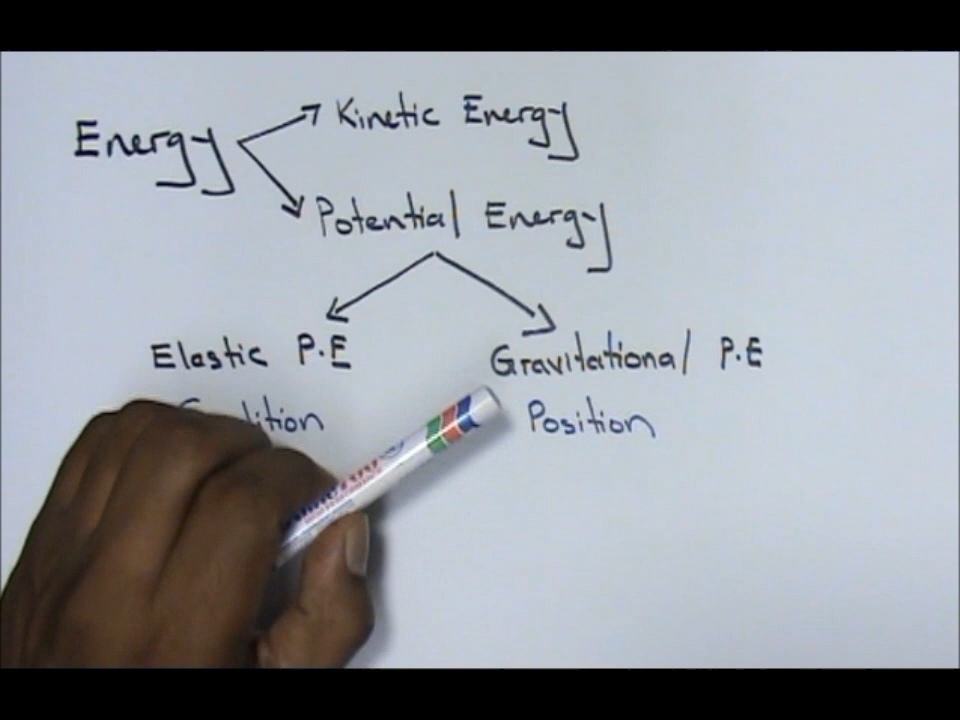 Energy
Kinetic Energy
Potential Energy
Elastic P.E
Gravitational P.E
Position